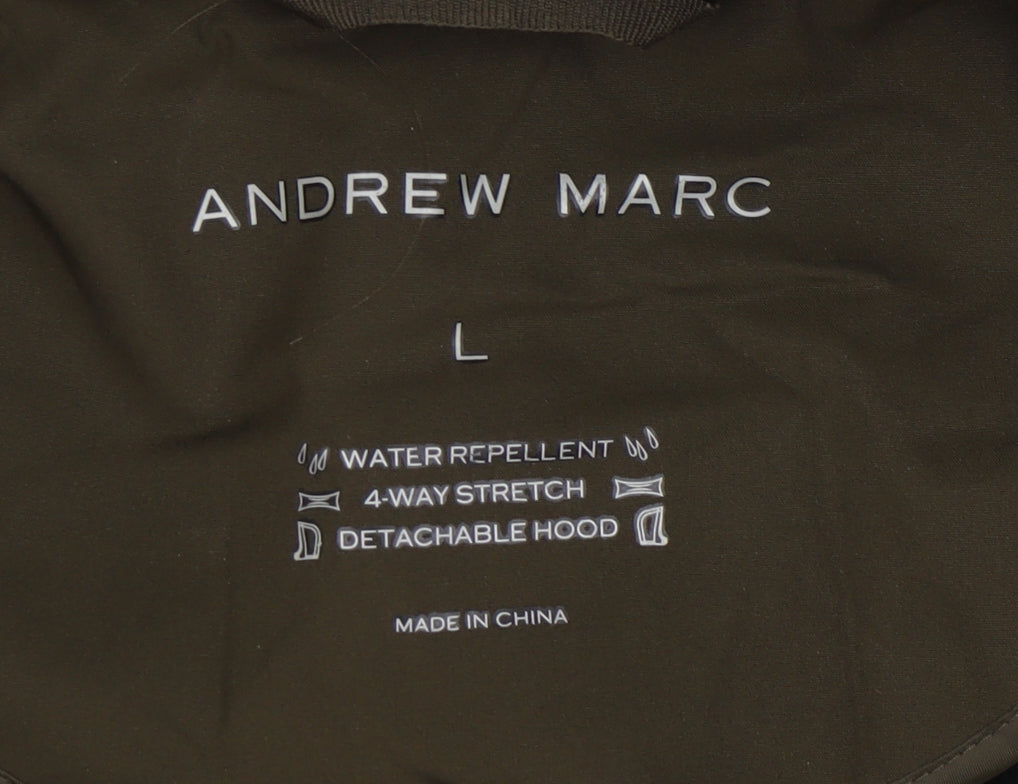 ANDREW MARC
L
WATER REPELLENT
4-WAY STRETCH
DETACHABLE HOOD
MADE IN CHINA